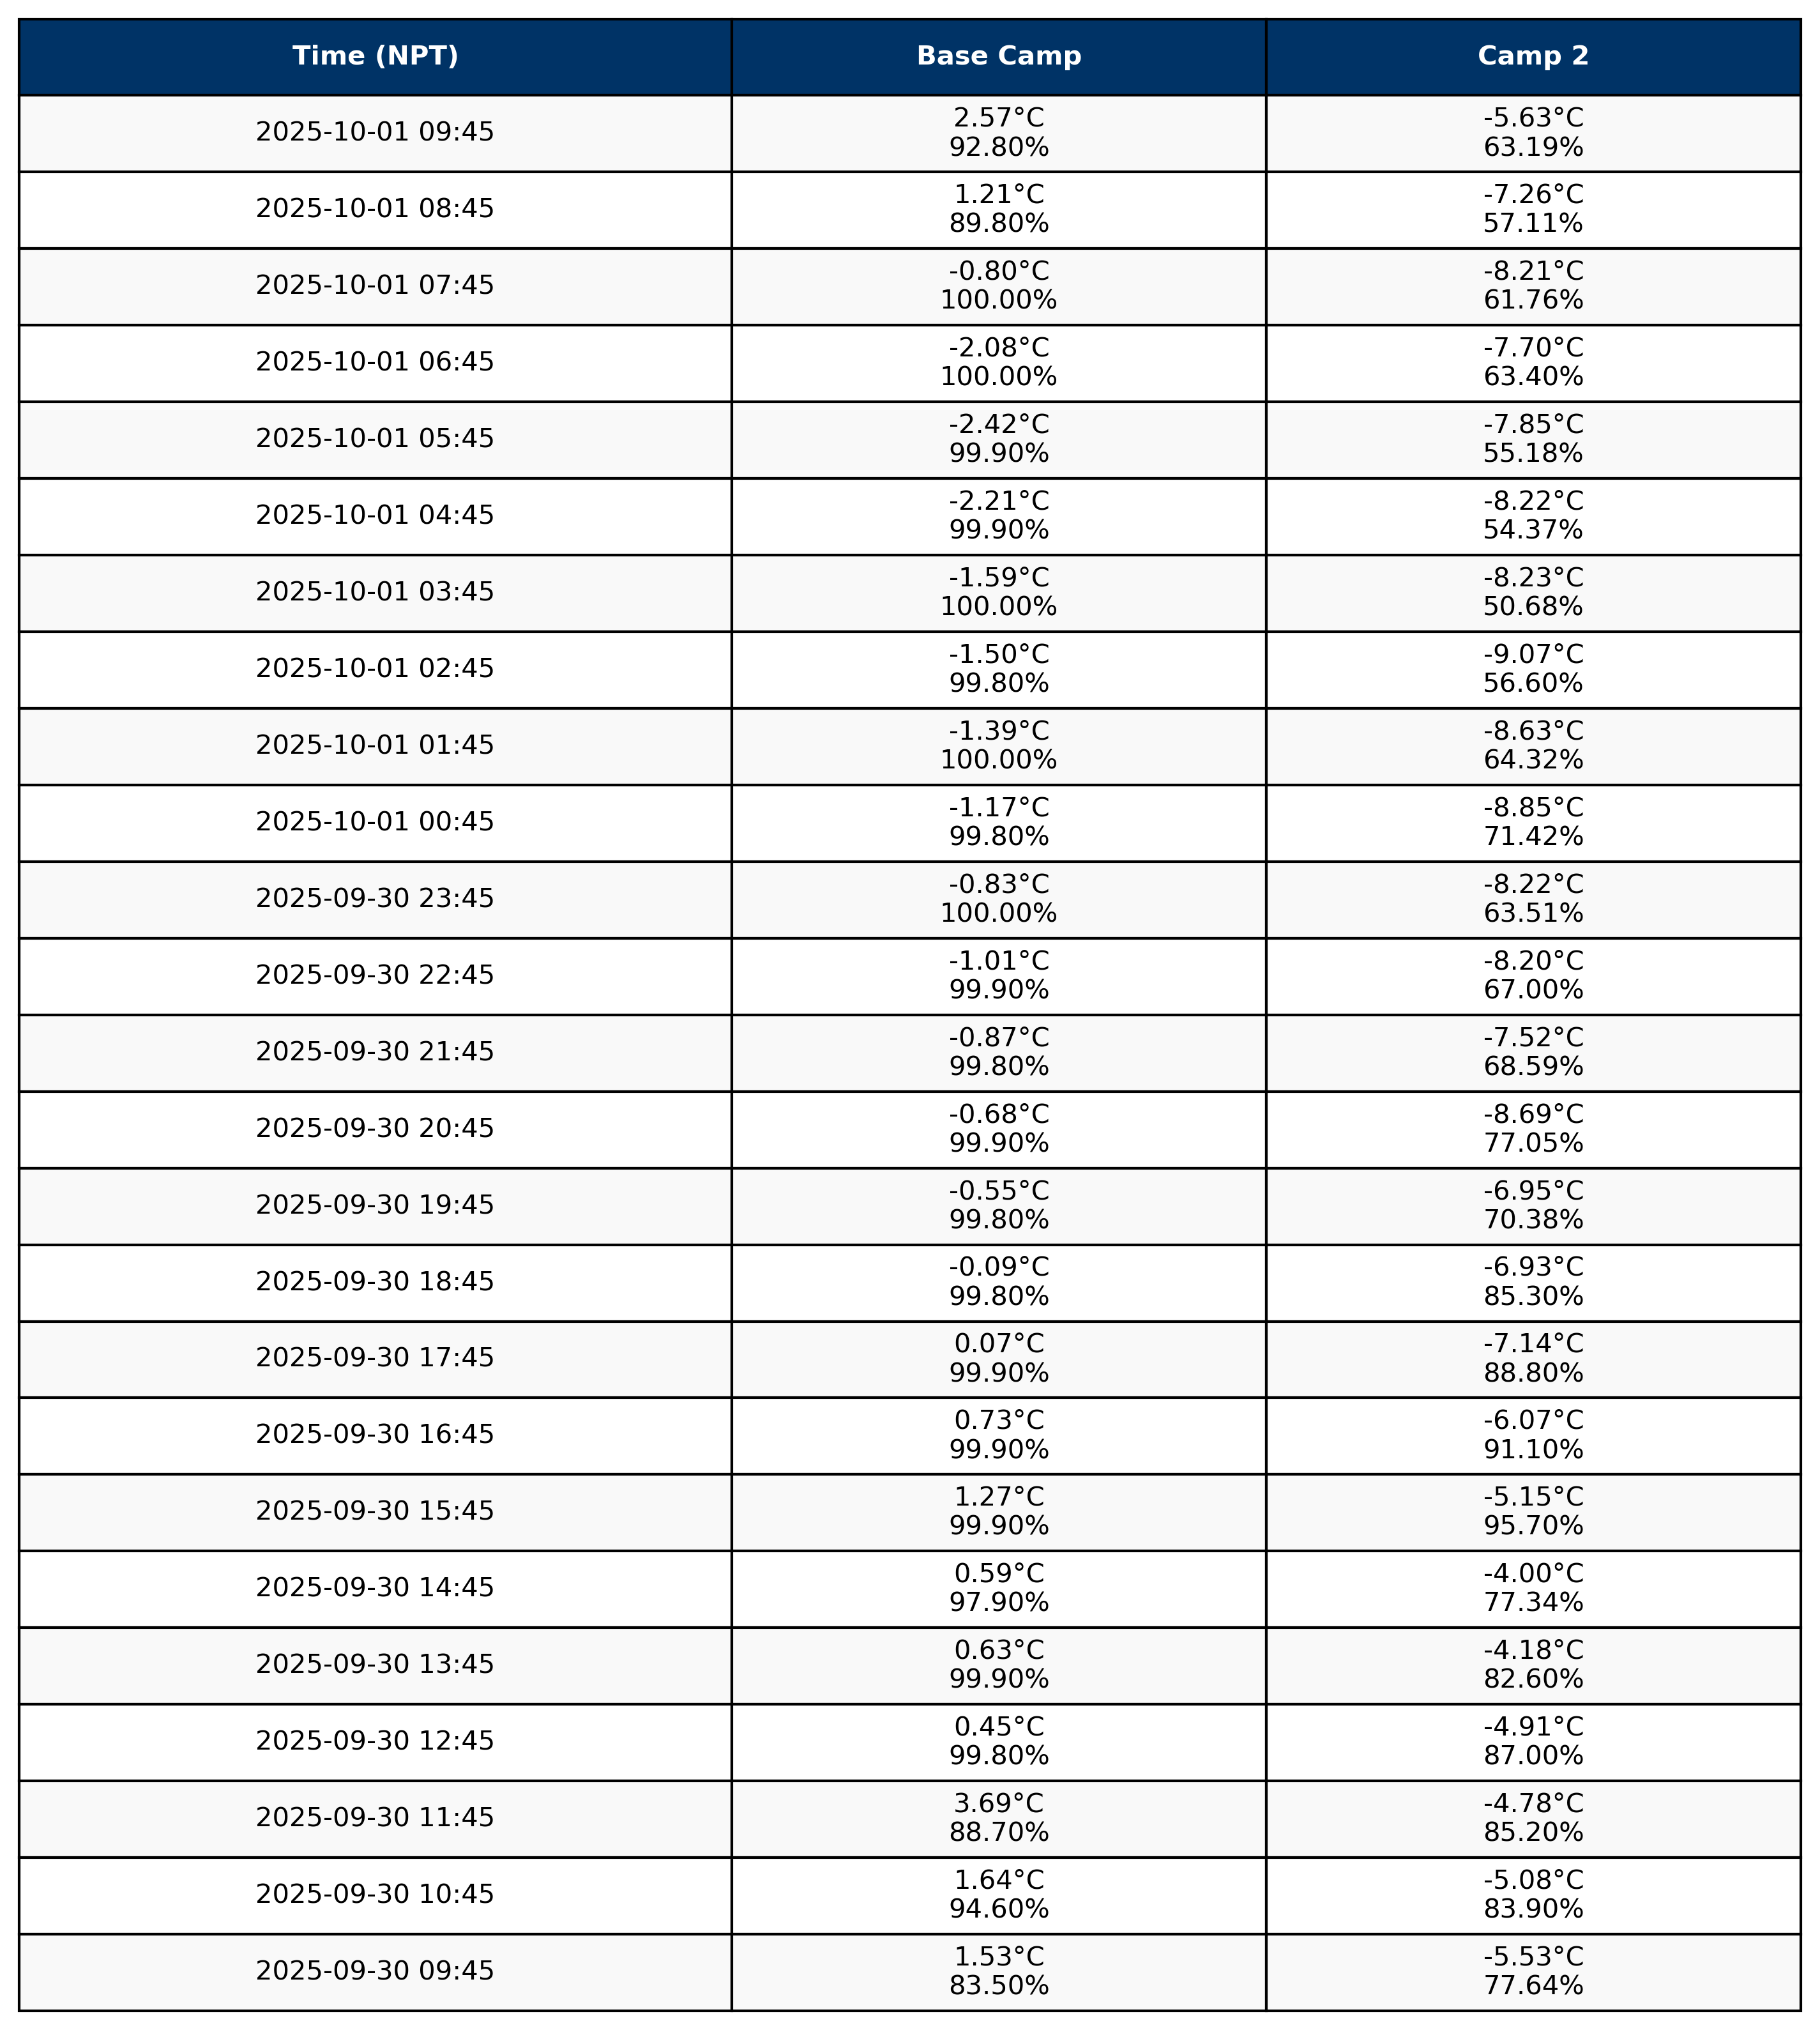 Time (NPT) Base Camp Camp 2
2025-10-01 09:45 2.57°C -5.63°C
92.80% 63.19%
2025-10-01 08:45 1.21°C -7.26°C
89.80% 57.11%
2025-10-01 07:45 -0.80°C -8.21°C
100.00% 61.76%
2025-10-01 06:45 -2.08°C -7.70°C
100.00% 63.40%
2025-10-01 05:45 -2.42°C -7.85°C
99.90% 55.18%
2025-10-01 04:45 -2.21°C -8.22°C
99.90% 54.37%
2025-10-01 03:45 -1.59°C -8.23°C
100.00% 50.68%
2025-10-01 02:45 -1.50°C -9.07°C
99.80% 56.60%
2025-10-01 01:45 -1.39°C -8.63°C
100.00% 64.32%
2025-10-01 00:45 -1.17°C -8.85°C
99.80% 71.42%
2025-09-30 23:45 -0.83°C -8.22°C
100.00% 63.51%
2025-09-30 22:45 -1.01°C -8.20°C
99.90% 67.00%
2025-09-30 21:45 -0.87°C -7.52°C
99.80% 68.59%
2025-09-30 20:45 -0.68°C -8.69°C
99.90% 77.05%
2025-09-30 19:45 -0.55°C -6.95°C
99.80% 70.38%
2025-09-30 18:45 -0.09°C -6.93°C
99.80% 85.30%
2025-09-30 17:45 0.07°C -7.14°C
99.90% 88.80%
2025-09-30 16:45 0.73°C -6.07°C
99.90% 91.10%
2025-09-30 15:45 1.27°C -5.15°C
99.90% 95.70%
2025-09-30 14:45 0.59°C -4.00°C
97.90% 77.34%
2025-09-30 13:45 0.63°C -4.18°C
99.90% 82.60%
2025-09-30 12:45 0.45°C -4.91°C
99.80% 87.00%
2025-09-30 11:45 3.69°C -4.78°C
88.70% 85.20%
2025-09-30 10:45 1.64°C -5.08°C
94.60% 83.90%
2025-09-30 09:45 1.53°C -5.53°C
83.50% 77.64%